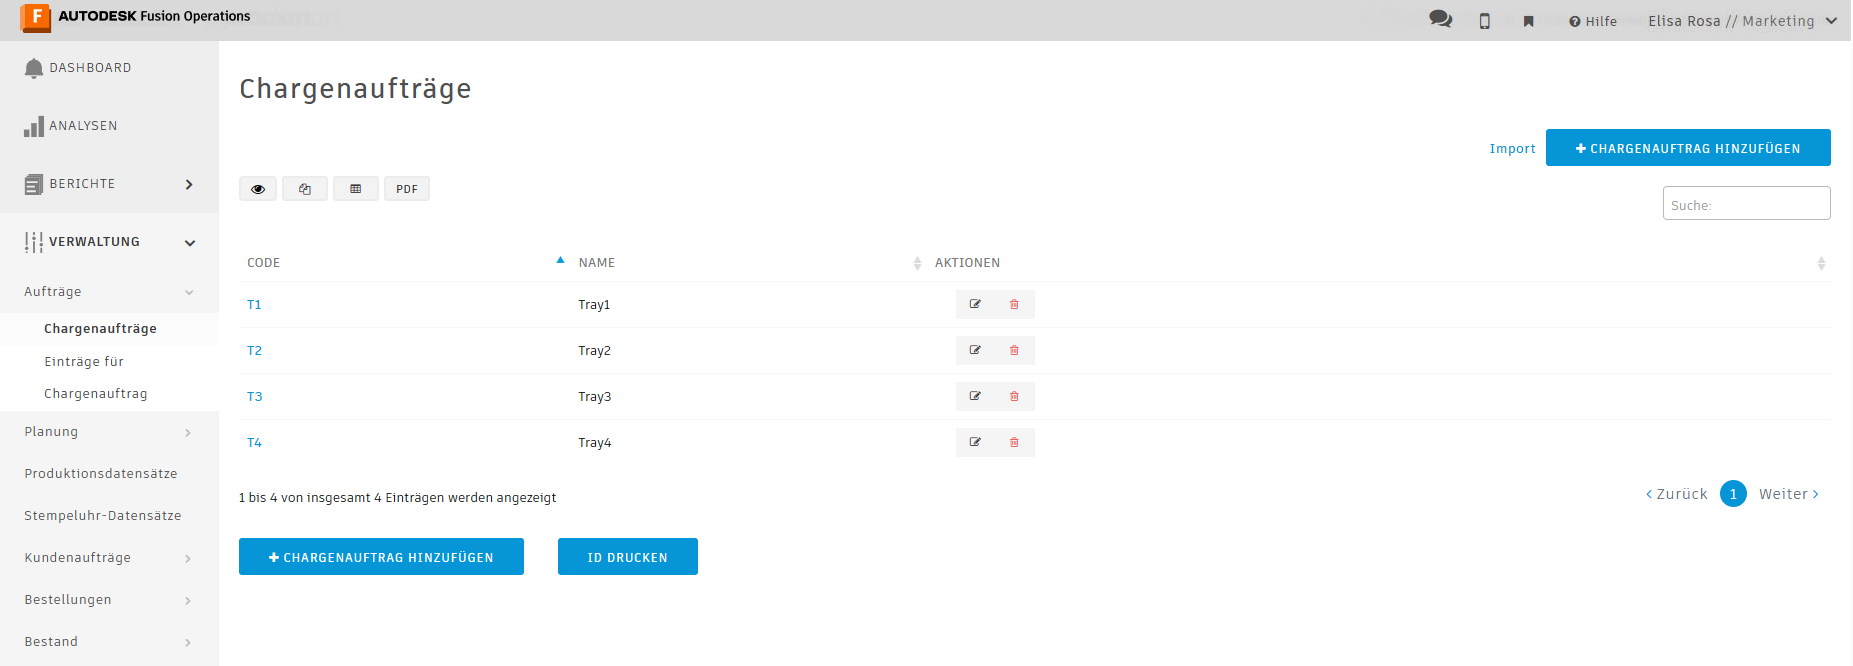 F AUTODESK Fusion Operations
Hilfe
Elisa Rosa // Marketing
DASHBOARD
ANALYSEN
BERICHTE
VERWALTUNG
Aufträge
Chargenaufträge
Einträge für
Chargenauftrag
Planung
Produktionsdatensätze
Stempeluhr-Datensätze
Kundenaufträge
Bestellungen
Bestand
Chargenaufträge
Import
CHARGENAUFTRAG HINZUFÜGEN
PDF
Suche:
CODE NAME AKTIONEN
T1 Tray1
T2 Tray2
T3 Tray3
T4 Tray4
1 bis 4 von insgesamt 4 Einträgen werden angezeigt
Zurück 1 Weiter
CHARGENAUFTRAG HINZUFÜGEN
ID DRUCKEN